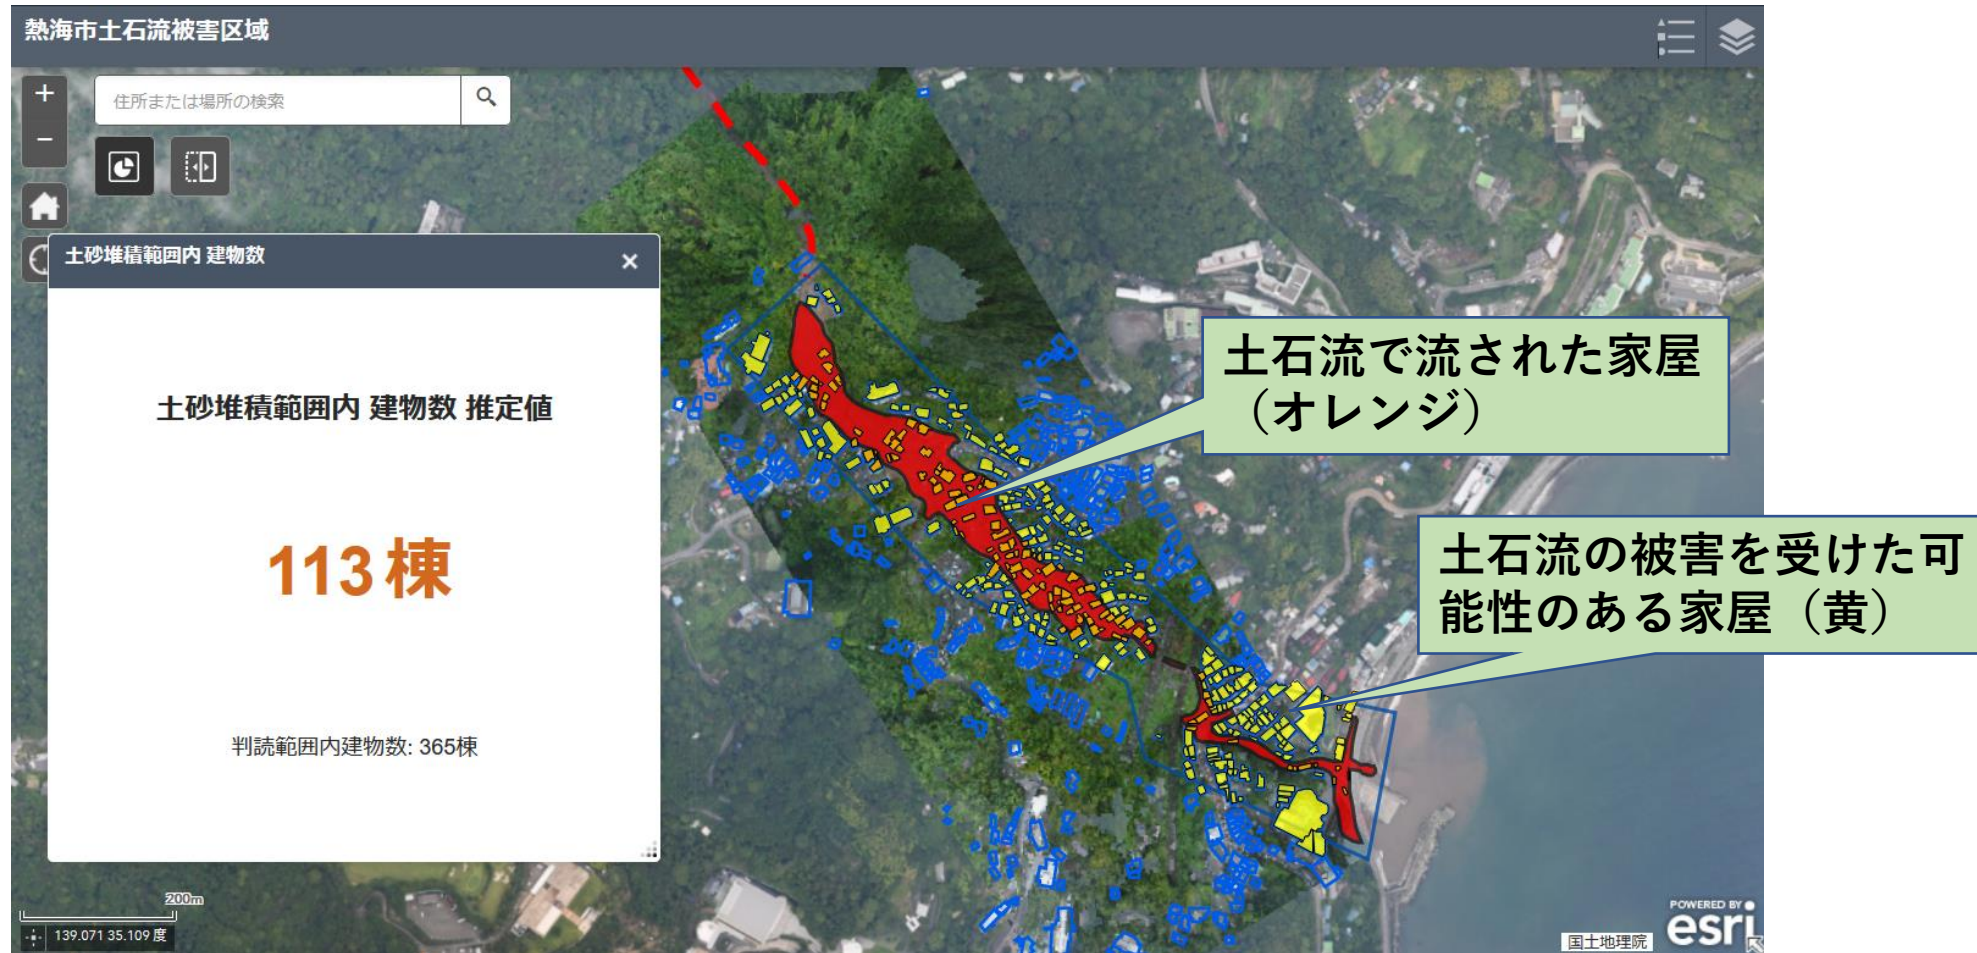 熱海市土石流被害区域
住所または場所の検索
土砂堆積範囲内 建物数
土砂堆積範囲内 建物数 推定値
113 棟
判読範囲内建物数: 365棟
土石流で流された家屋
（オレンジ）
土石流の被害を受けた可
能性のある家屋（黄）
200m
139.071 35.109 度
国土地理院
POWERED BY
esri